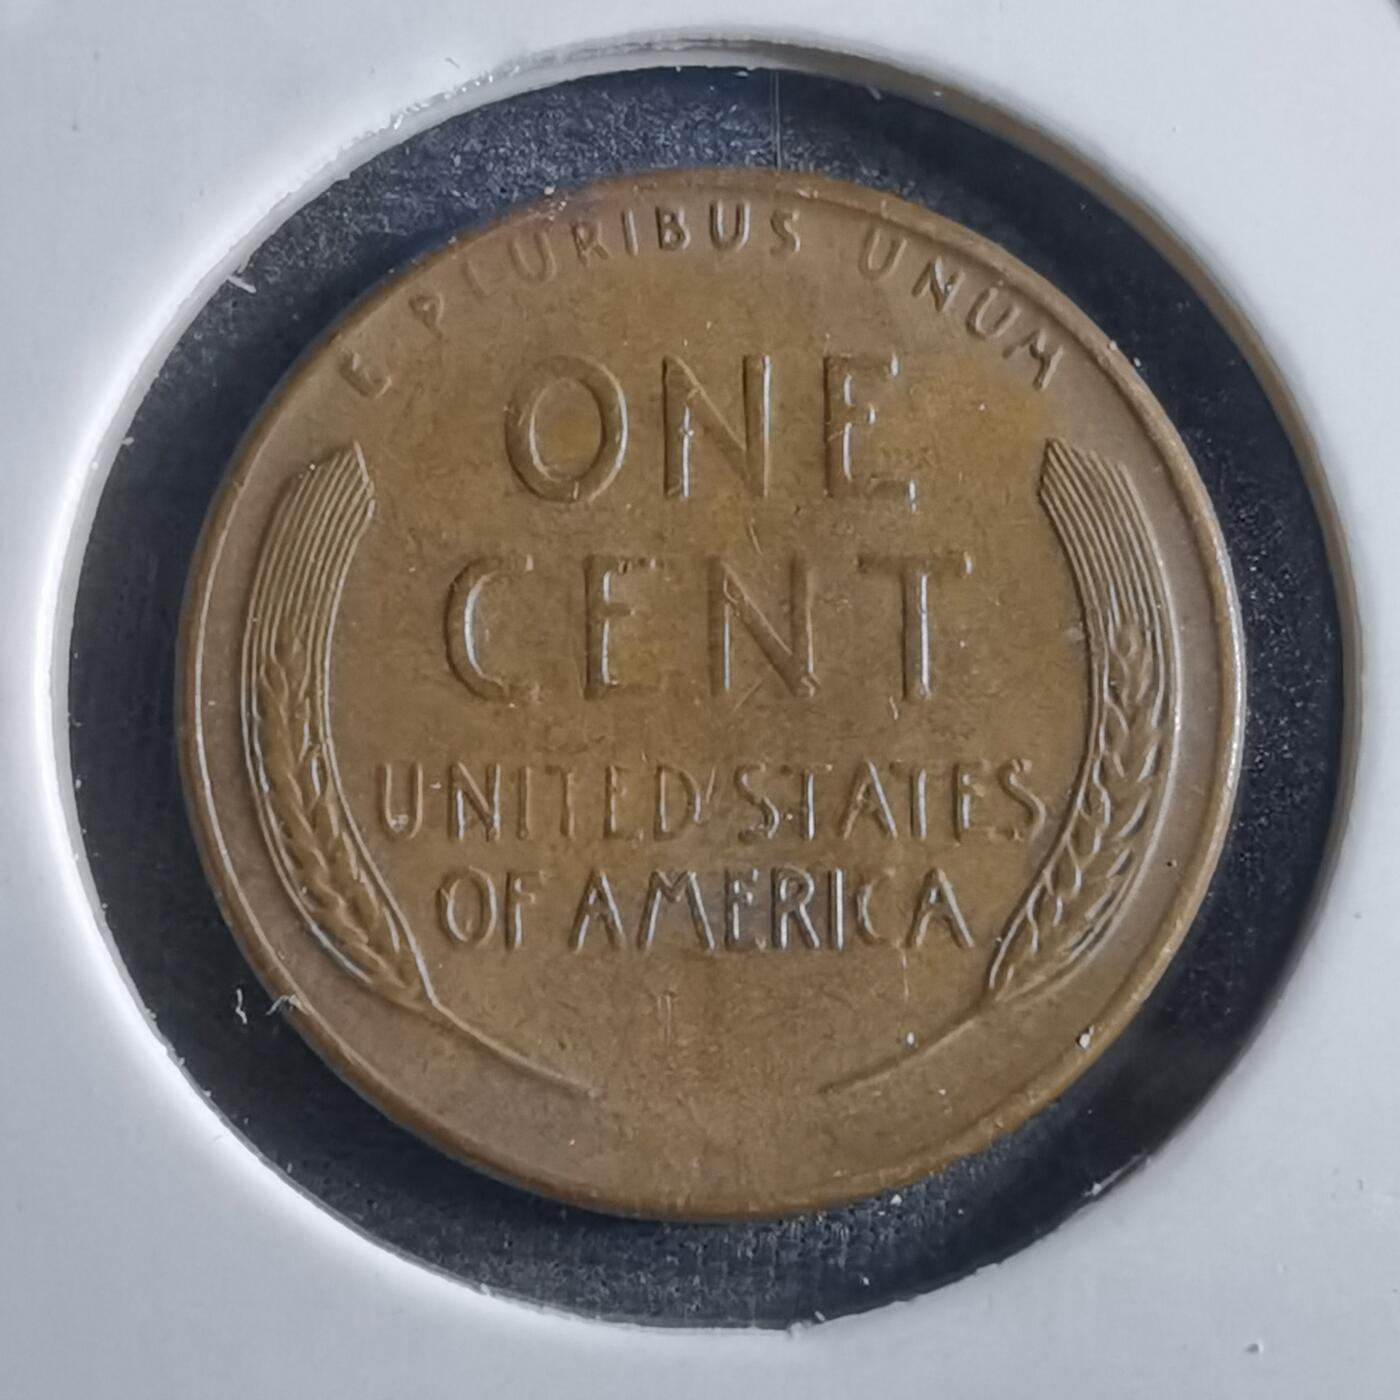 E PLURIBUS UNUM
ONE
CENT
UNITED STATES
OF AMERICA